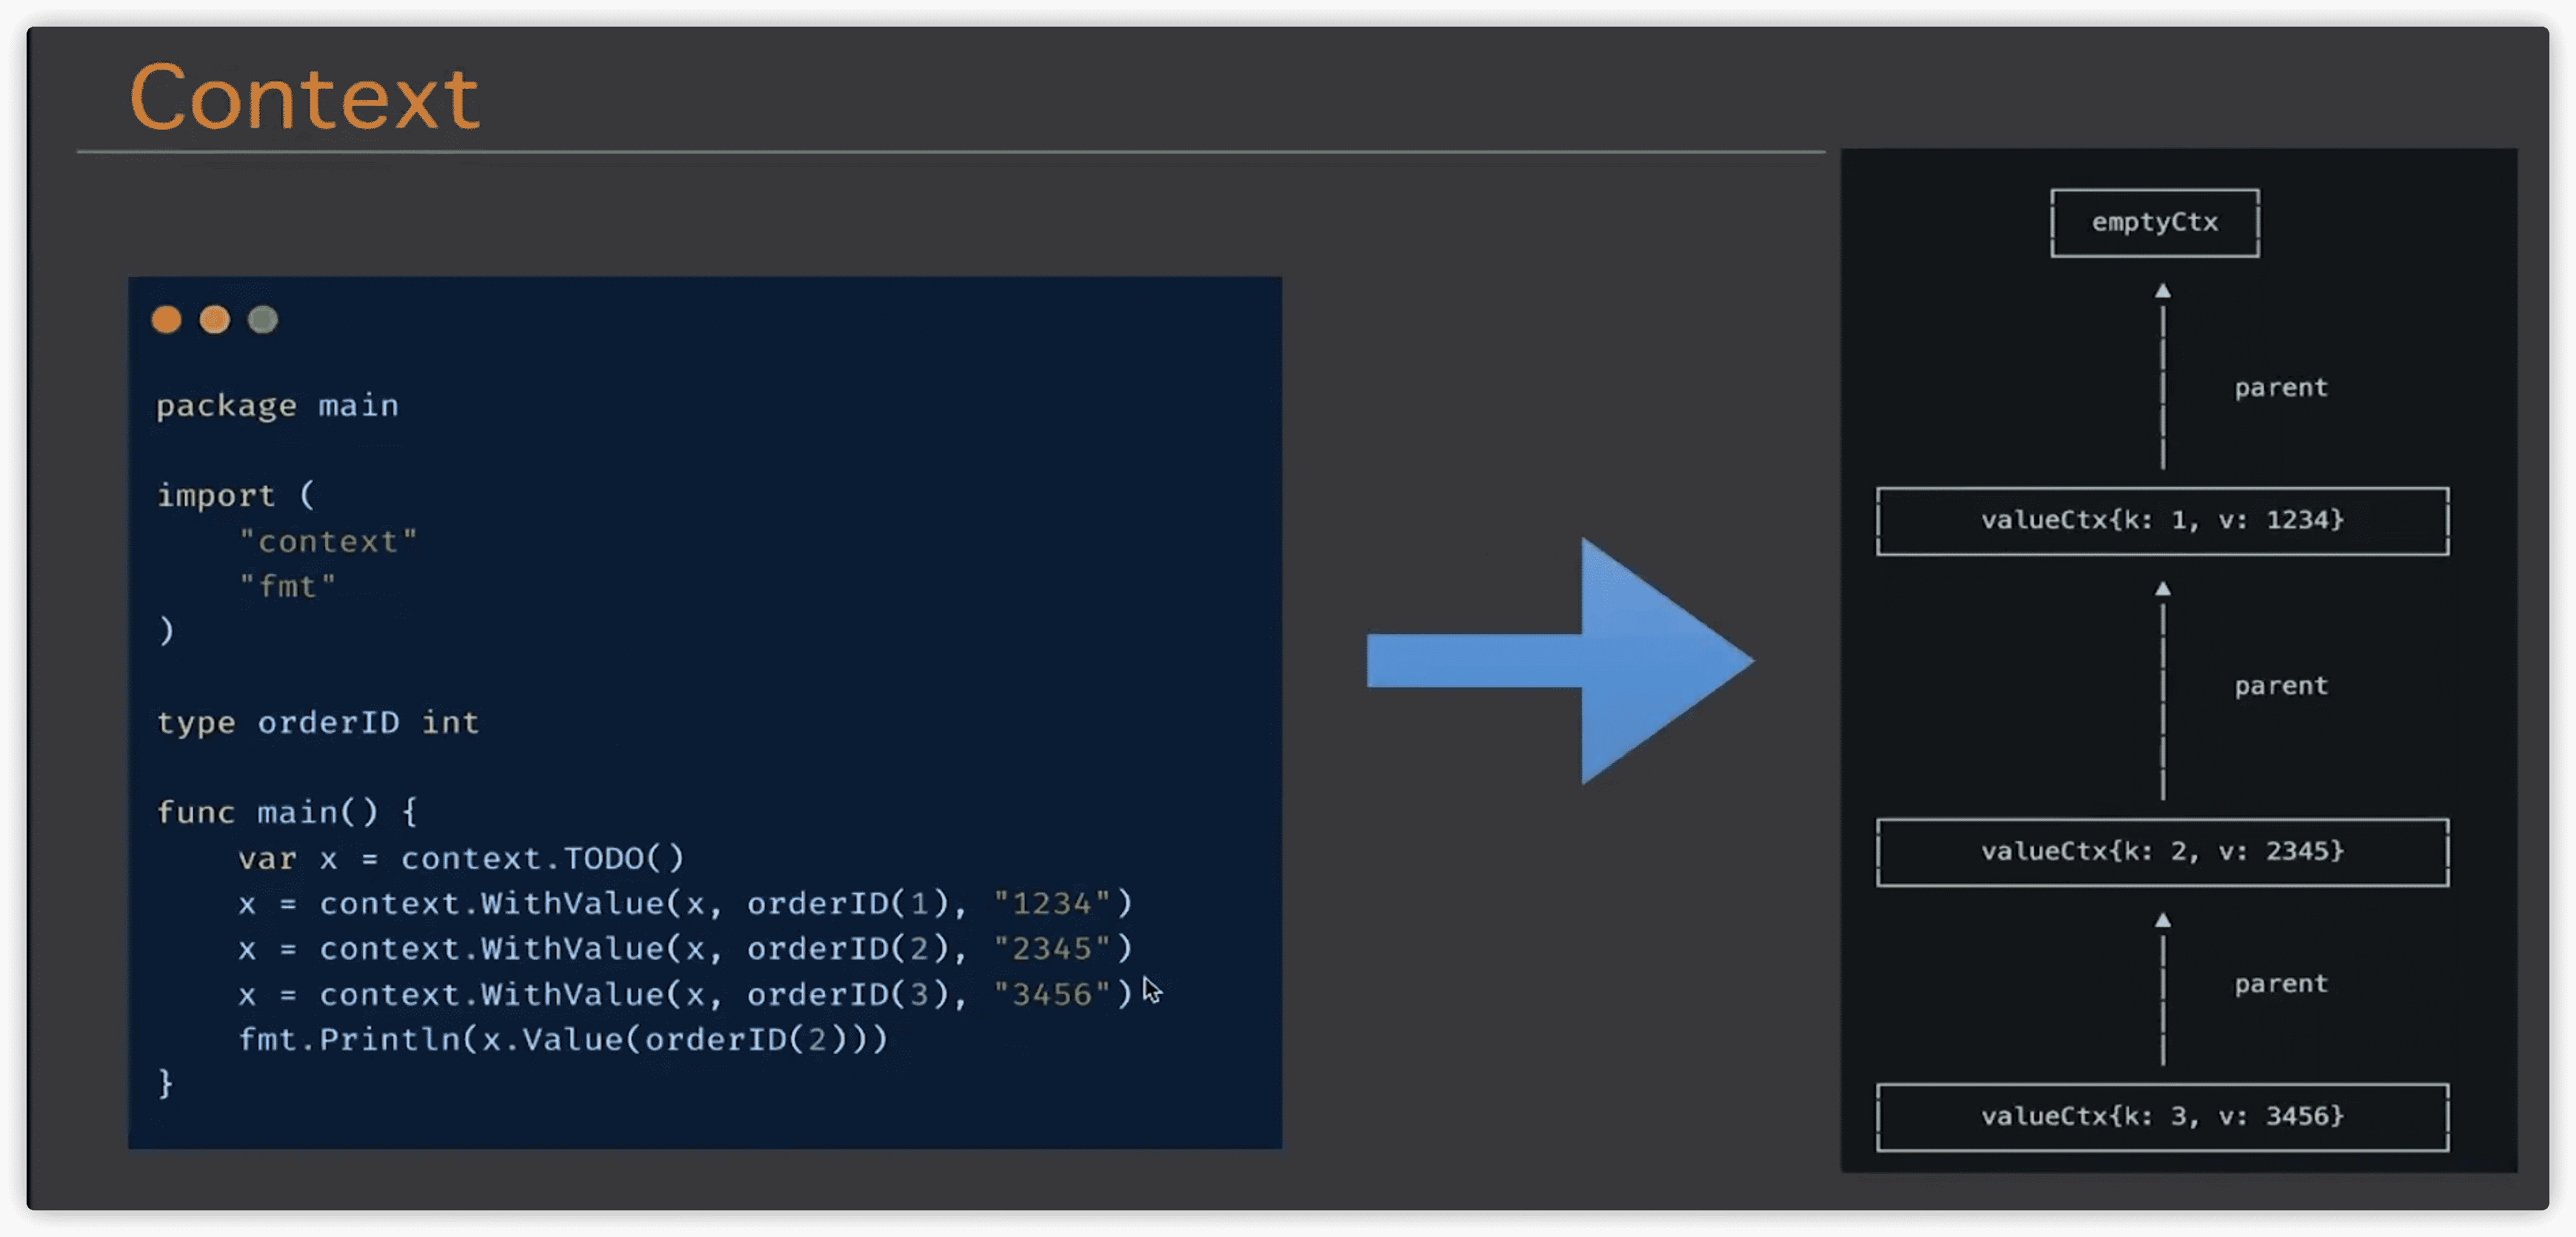 Context
package main
import (
"context"
"fmt"
)
type orderID int
func main() {
var x = context.TODO()
x = context.WithValue(x, orderID(1), "1234")
x = context.WithValue(x, orderID(2), "2345")
x = context.WithValue(x, orderID(3), "3456")
fmt.Println(x.Value(orderID(2)))
}
emptyCtx
parent
valueCtx{k: 1, v: 1234}
parent
valueCtx{k: 2, v: 2345}
parent
valueCtx{k: 3, v: 3456}